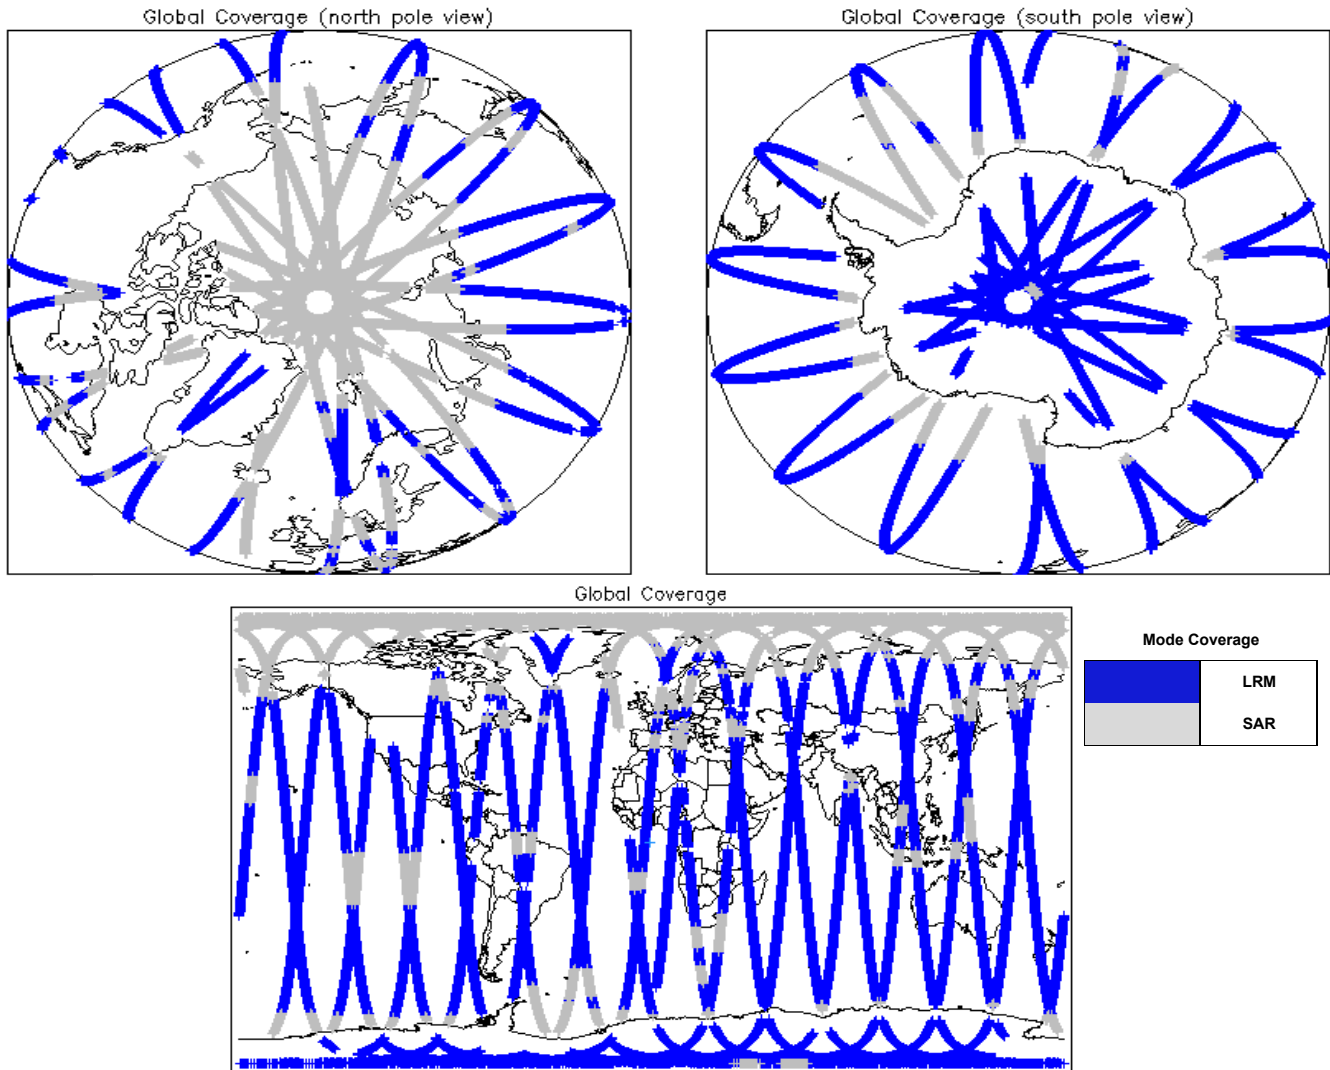 Global Coverage (north pole view)
Global Coverage (south pole view)
Global Coverage
Mode Coverage
LRM
SAR